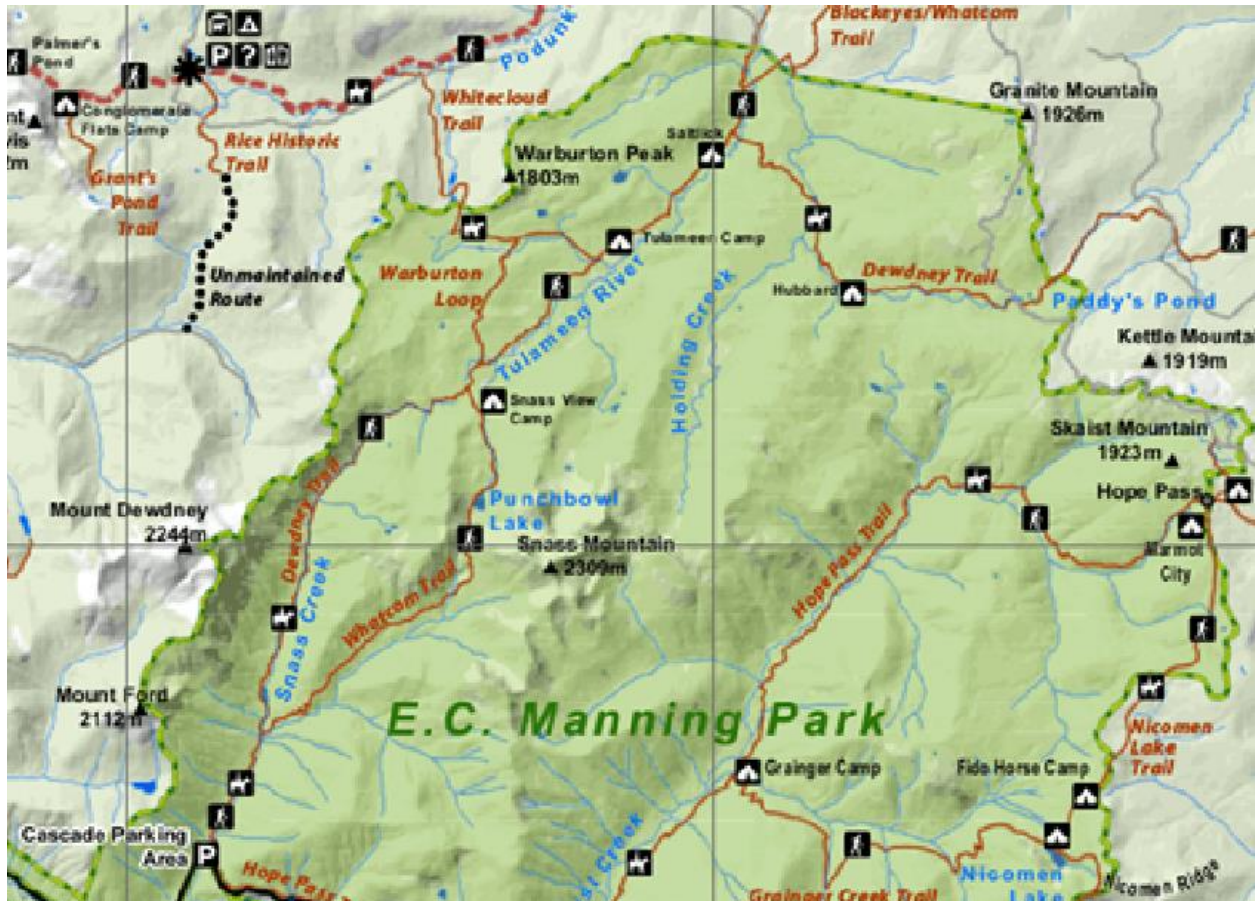 Palmer's
Pond
P ?
Podunk
Blackeyes/Whatcom
Trail
Conglomerate
Flats Camp
Whitecloud
Trail
Granite Mountain
1926m
Rice Historic
Trail
Saltlick
Warburton Peak
1803m
Grant's
Pond
Trail
Unmaintained
Route
Warburton
Loop
Tulameen Camp
Tulameen River
Holding Creek
Hubbard
Dewdney Trail
Paddy's Pond
Kettle Mounta
1919m
Snass View
Camp
Skaist Mountain
1923m
Hope Pass
Marmot
City
Punchbowl
Lake
Mount Dewdney
2244m
Dewdney Trail
Snass Creek
Whatcom Trail
Snass Mountain
2309m
Hope Pass Trail
Mount Ford
2112m
E.C. Manning Park
Nicomen
Lake
Trail
Grainger Camp
Fido Horse Camp
Cascade Parking
Area
P
Hope Pass
st Creek
Grainger Creek Trail
Nicomen
Lake
Nicomen Ridge